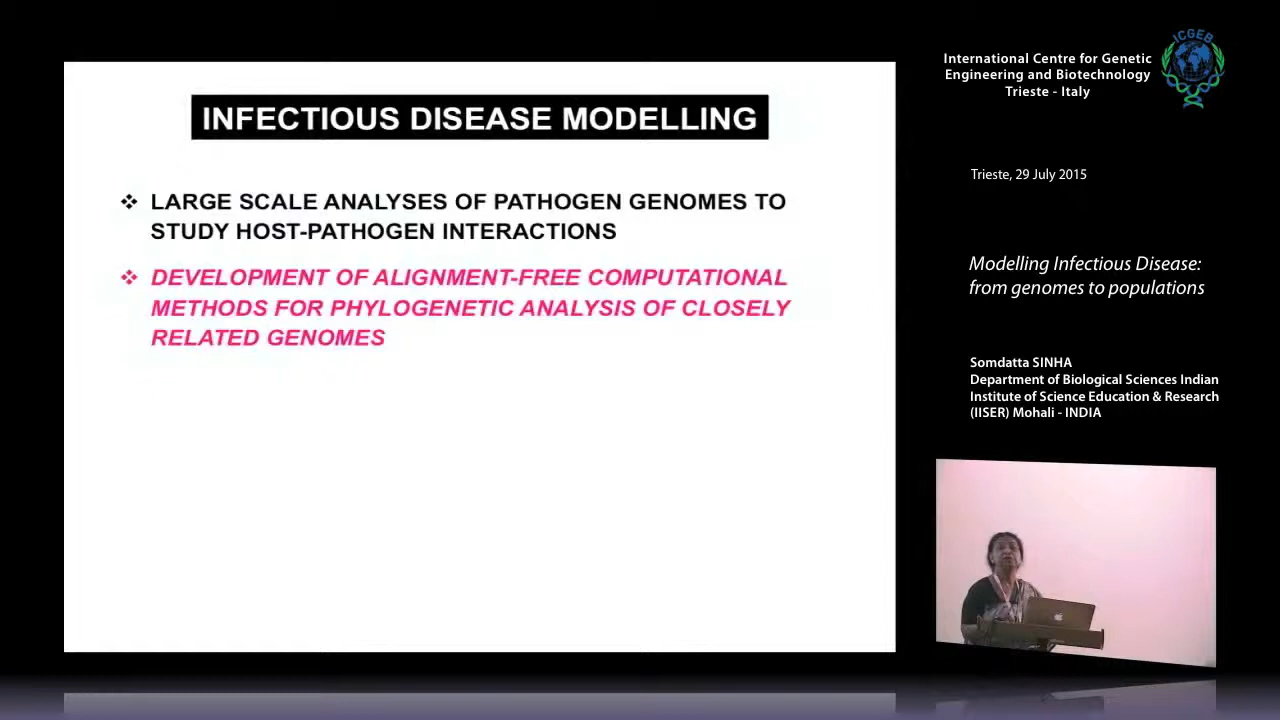 INFECTIOUS DISEASE MODELLING
LARGE SCALE ANALYSES OF PATHOGEN GENOMES TO
STUDY HOST-PATHOGEN INTERACTIONS
DEVELOPMENT OF ALIGNMENT-FREE COMPUTATIONAL
METHODS FOR PHYLOGENETIC ANALYSIS OF CLOSELY
RELATED GENOMES
International Centre for Genetic
Engineering and Biotechnology
Trieste - Italy
ICGEB
Trieste, 29 July 2015
Modelling Infectious Disease:
from genomes to populations
Somdatta SINHA
Department of Biological Sciences Indian
Institute of Science Education & Research
(IISER) Mohali - INDIA